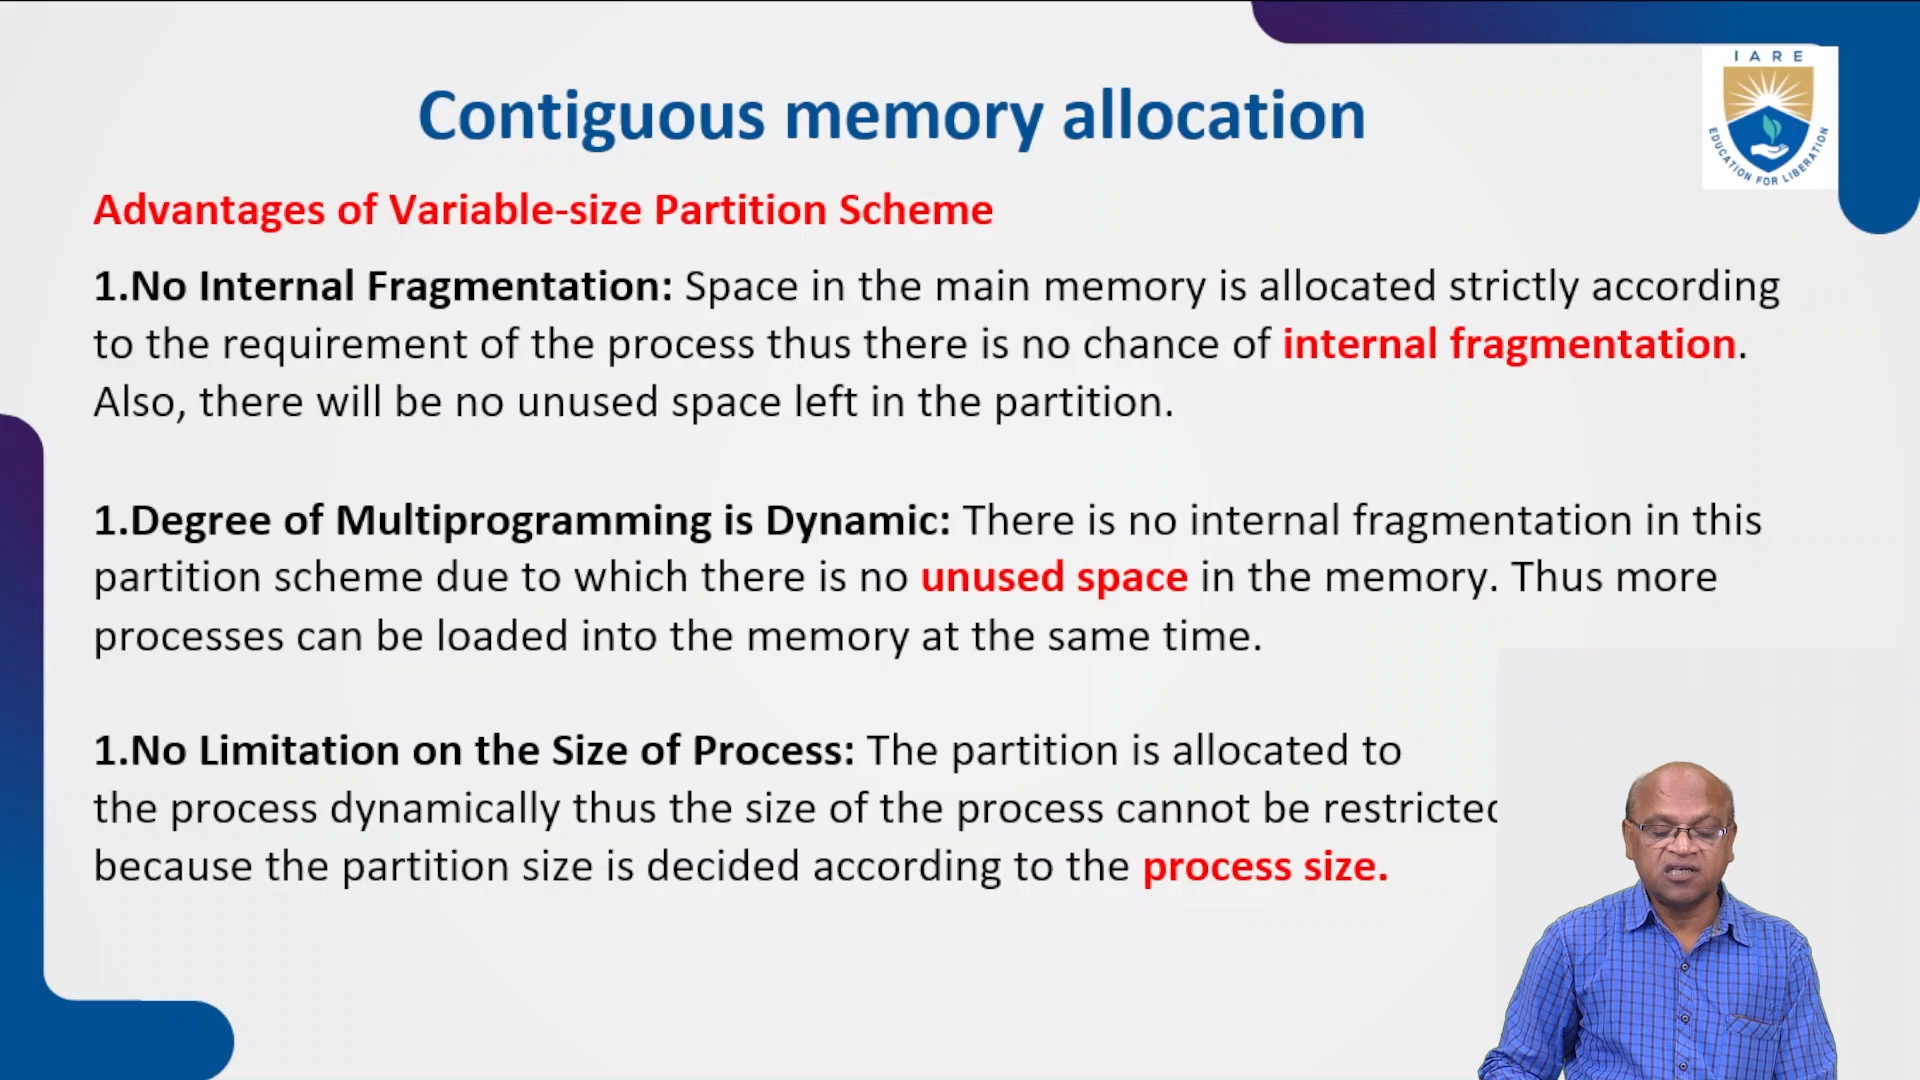 IARE
EDUCATION FOR LIBERATION
Contiguous memory allocation
Advantages of Variable-size Partition Scheme
1.No Internal Fragmentation: Space in the main memory is allocated strictly according
to the requirement of the process thus there is no chance of internal fragmentation.
Also, there will be no unused space left in the partition.
1.Degree of Multiprogramming is Dynamic: There is no internal fragmentation in this
partition scheme due to which there is no unused space in the memory. Thus more
processes can be loaded into the memory at the same time.
1.No Limitation on the Size of Process: The partition is allocated to
the process dynamically thus the size of the process cannot be restricted
because the partition size is decided according to the process size.